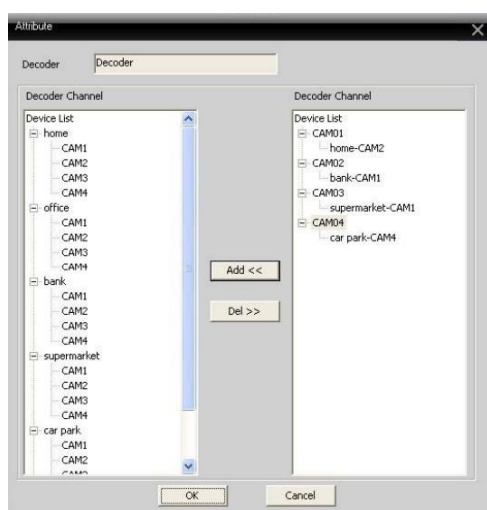 Attribute
Decoder
Decoder
Decoder Channel
Device List
home
CAM1
CAM2
CAM3
CAM4
office
CAM1
CAM2
CAM3
CAM4
bank
CAM1
CAM2
CAM3
CAM4
supermarket
CAM1
CAM2
CAM3
CAM4
car park
CAM1
CAM2
Add <<
Del >>
Decoder Channel
Device List
CAM01
home-CAM2
CAM02
bank-CAM1
CAM03
supermarket-CAM1
CAM04
car park-CAM4
OK
Cancel